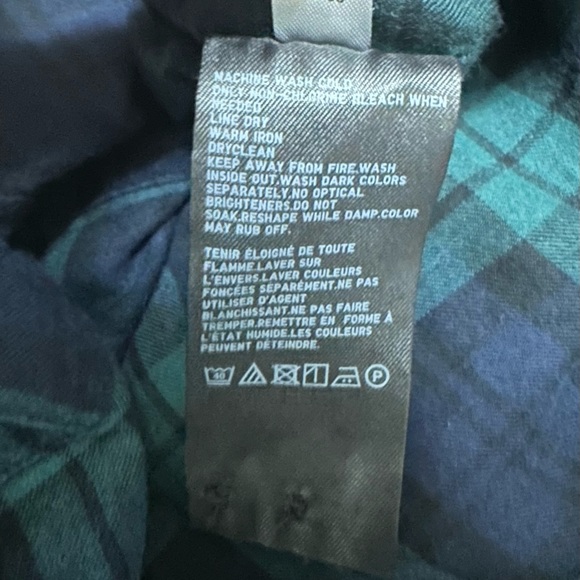 MACHINE WASH COLD
ONLY NON-CHLORINE BLEACH WHEN
NEEDED
LINE DRY
WARM IRON
DRYCLEAN
KEEP AWAY FROM FIRE.WASH
INSIDE OUT.WASH DARK COLORS
SEPARATELY.NO OPTICAL
BRIGHTENERS.DO NOT
SOAK.RESHAPE WHILE DAMP.COLOR
MAY RUB OFF.
TENIR ÉLOIGNÉ DE TOUTE
FLAMME.LAVER SUR
L'ENVERS.LAVER COULEURS
FONCÉES SÉPARÉMENT.NE PAS
UTILISER D'AGENT
BLANCHISSANT.NE PAS FAIRE
TREMPER.REMETTRE EN FORME À
L'ÉTAT HUMIDE.LES COULEURS
PEUVENT DÉTEINDRE.
40 P